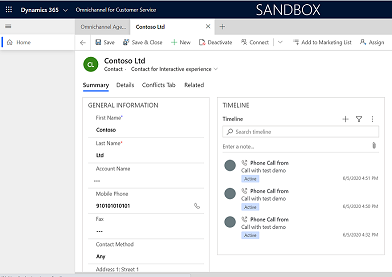 Dynamics 365
Omnichannel for Customer Service
SANDBOX
Home
Omnichannel Age...
Contoso Ltd
Save
Save & Close
New
Deactivate
Connect
Add to Marketing List
Assign
CL
Contoso Ltd
Contact · Contact for Interactive experience
Summary
Details
Conflicts Tab
Related
GENERAL INFORMATION
First Name*
Contoso
Last Name*
Ltd
Account Name
---
Mobile Phone
910101010101
Fax
---
Contact Method
Any
Address 1: Street 1
TIMELINE
Timeline
Search timeline
Enter a note...
Phone Call from
Call with test demo
Active
6/5/2020 4:51 PM
Phone Call from
Call with test demo
Active
6/5/2020 4:50 PM
Phone Call from
Call with test demo
Active
6/5/2020 4:32 PM